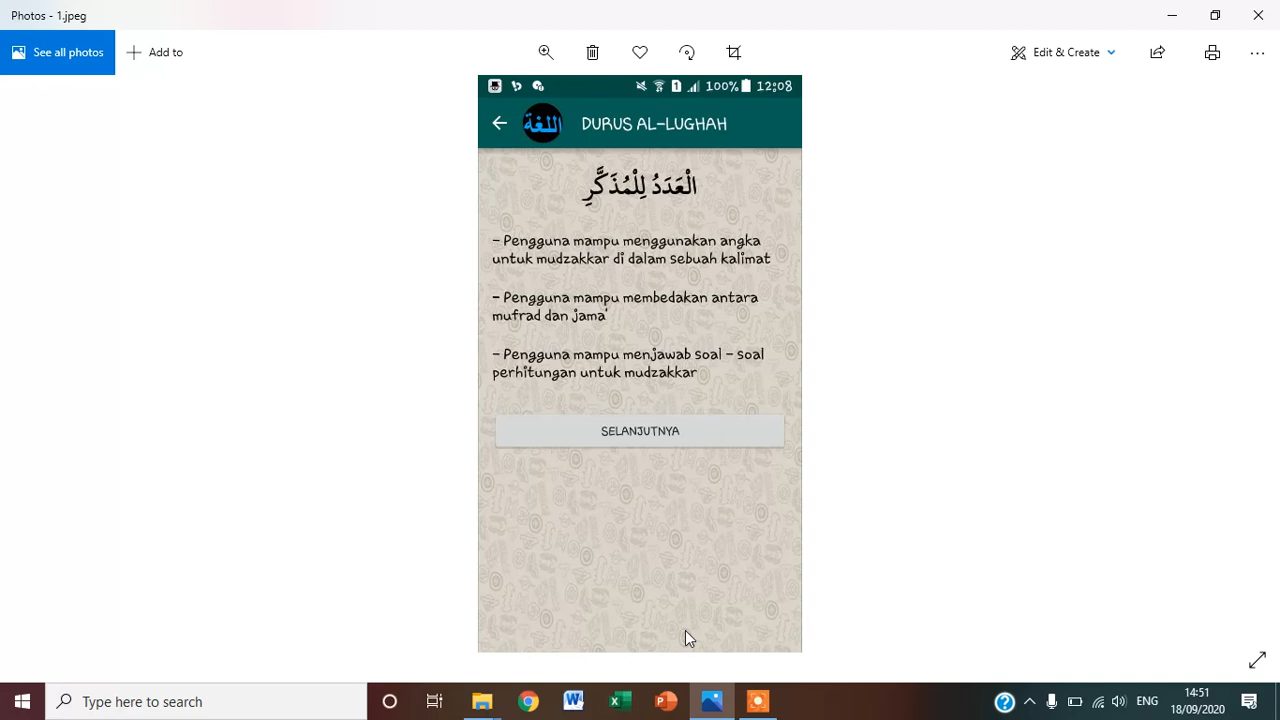 Photos - 1.jpeg
See all photos
Add to
Edit & Create
100% 12:08
اللغة
DURUS AL-LUGHAH
الْعَدَدُ لِلْمُذَكَّرِ
- Pengguna mampu menggunakan angka
untuk mudzakkar di dalam sebuah kalimat
- Pengguna mampu membedakan antara
mufrad dan jama'
- Pengguna mampu menjawab soal - soal
perhitungan untuk mudzakkar
SELANJUTNYA
Type here to search
ENG
14:51
18/09/2020